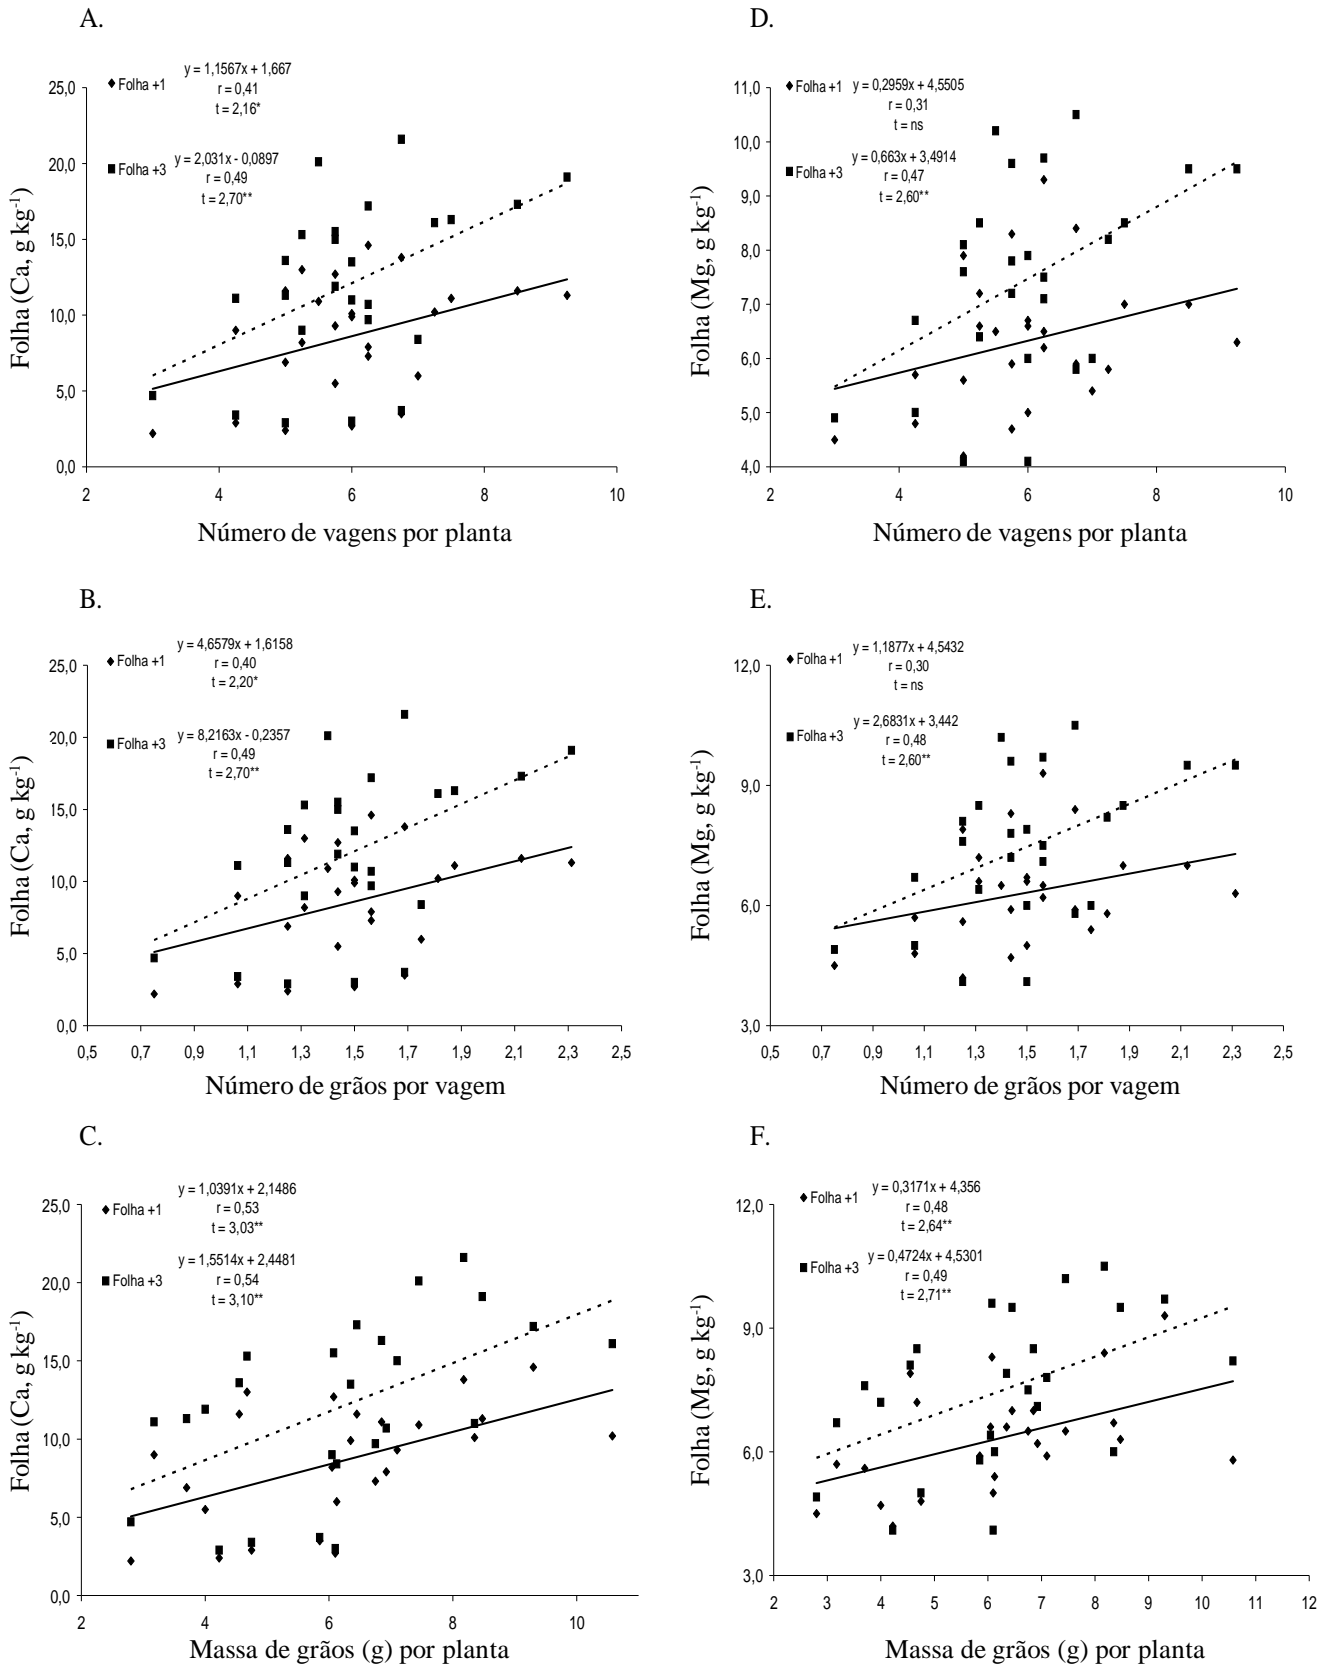 A.
y = 1,1567x + 1,667
Folha +1
r = 0,41
t = 2,16*
y = 2,031x - 0,0897
Folha +3
r = 0,49
t = 2,70**
25,0
20,0
15,0
10,0
5,0
0,0
Folha (Ca, g kg⁻¹)
2 4 6 8 10
Número de vagens por planta
D.
Folha +1 y = 0,2959x + 4,5505
r = 0,31
t = ns
y = 0,663x + 3,4914
Folha +3
r = 0,47
t = 2,60**
11,0
10,0
9,0
8,0
7,0
6,0
5,0
4,0
Folha (Mg, g kg⁻¹)
2 4 6 8 10
Número de vagens por planta
B.
y = 4,6579x + 1,6158
Folha +1
r = 0,40
t = 2,20*
y = 8,2163x - 0,2357
Folha +3
r = 0,49
t = 2,70**
25,0
20,0
15,0
10,0
5,0
0,0
Folha (Ca, g kg⁻¹)
0,5 0,7 0,9 1,1 1,3 1,5 1,7 1,9 2,1 2,3 2,5
Número de grãos por vagem
E.
y = 1,1877x + 4,5432
Folha +1
r = 0,30
t = ns
y = 2,6831x + 3,442
Folha +3
r = 0,48
t = 2,60**
12,0
9,0
6,0
3,0
Folha (Mg, g kg⁻¹)
0,5 0,7 0,9 1,1 1,3 1,5 1,7 1,9 2,1 2,3 2,5
Número de grãos por vagem
C.
y = 1,0391x + 2,1486
Folha +1
r = 0,53
t = 3,03**
y = 1,5514x + 2,4481
Folha +3
r = 0,54
t = 3,10**
25,0
20,0
15,0
10,0
5,0
0,0
Folha (Ca, g kg⁻¹)
2 4 6 8 10
Massa de grãos (g) por planta
F.
y = 0,3171x + 4,356
Folha +1
r = 0,48
t = 2,64**
y = 0,4724x + 4,5301
Folha +3
r = 0,49
t = 2,71**
12,0
9,0
6,0
3,0
Folha (Mg, g kg⁻¹)
2 3 4 5 6 7 8 9 10 11 12
Massa de grãos (g) por planta